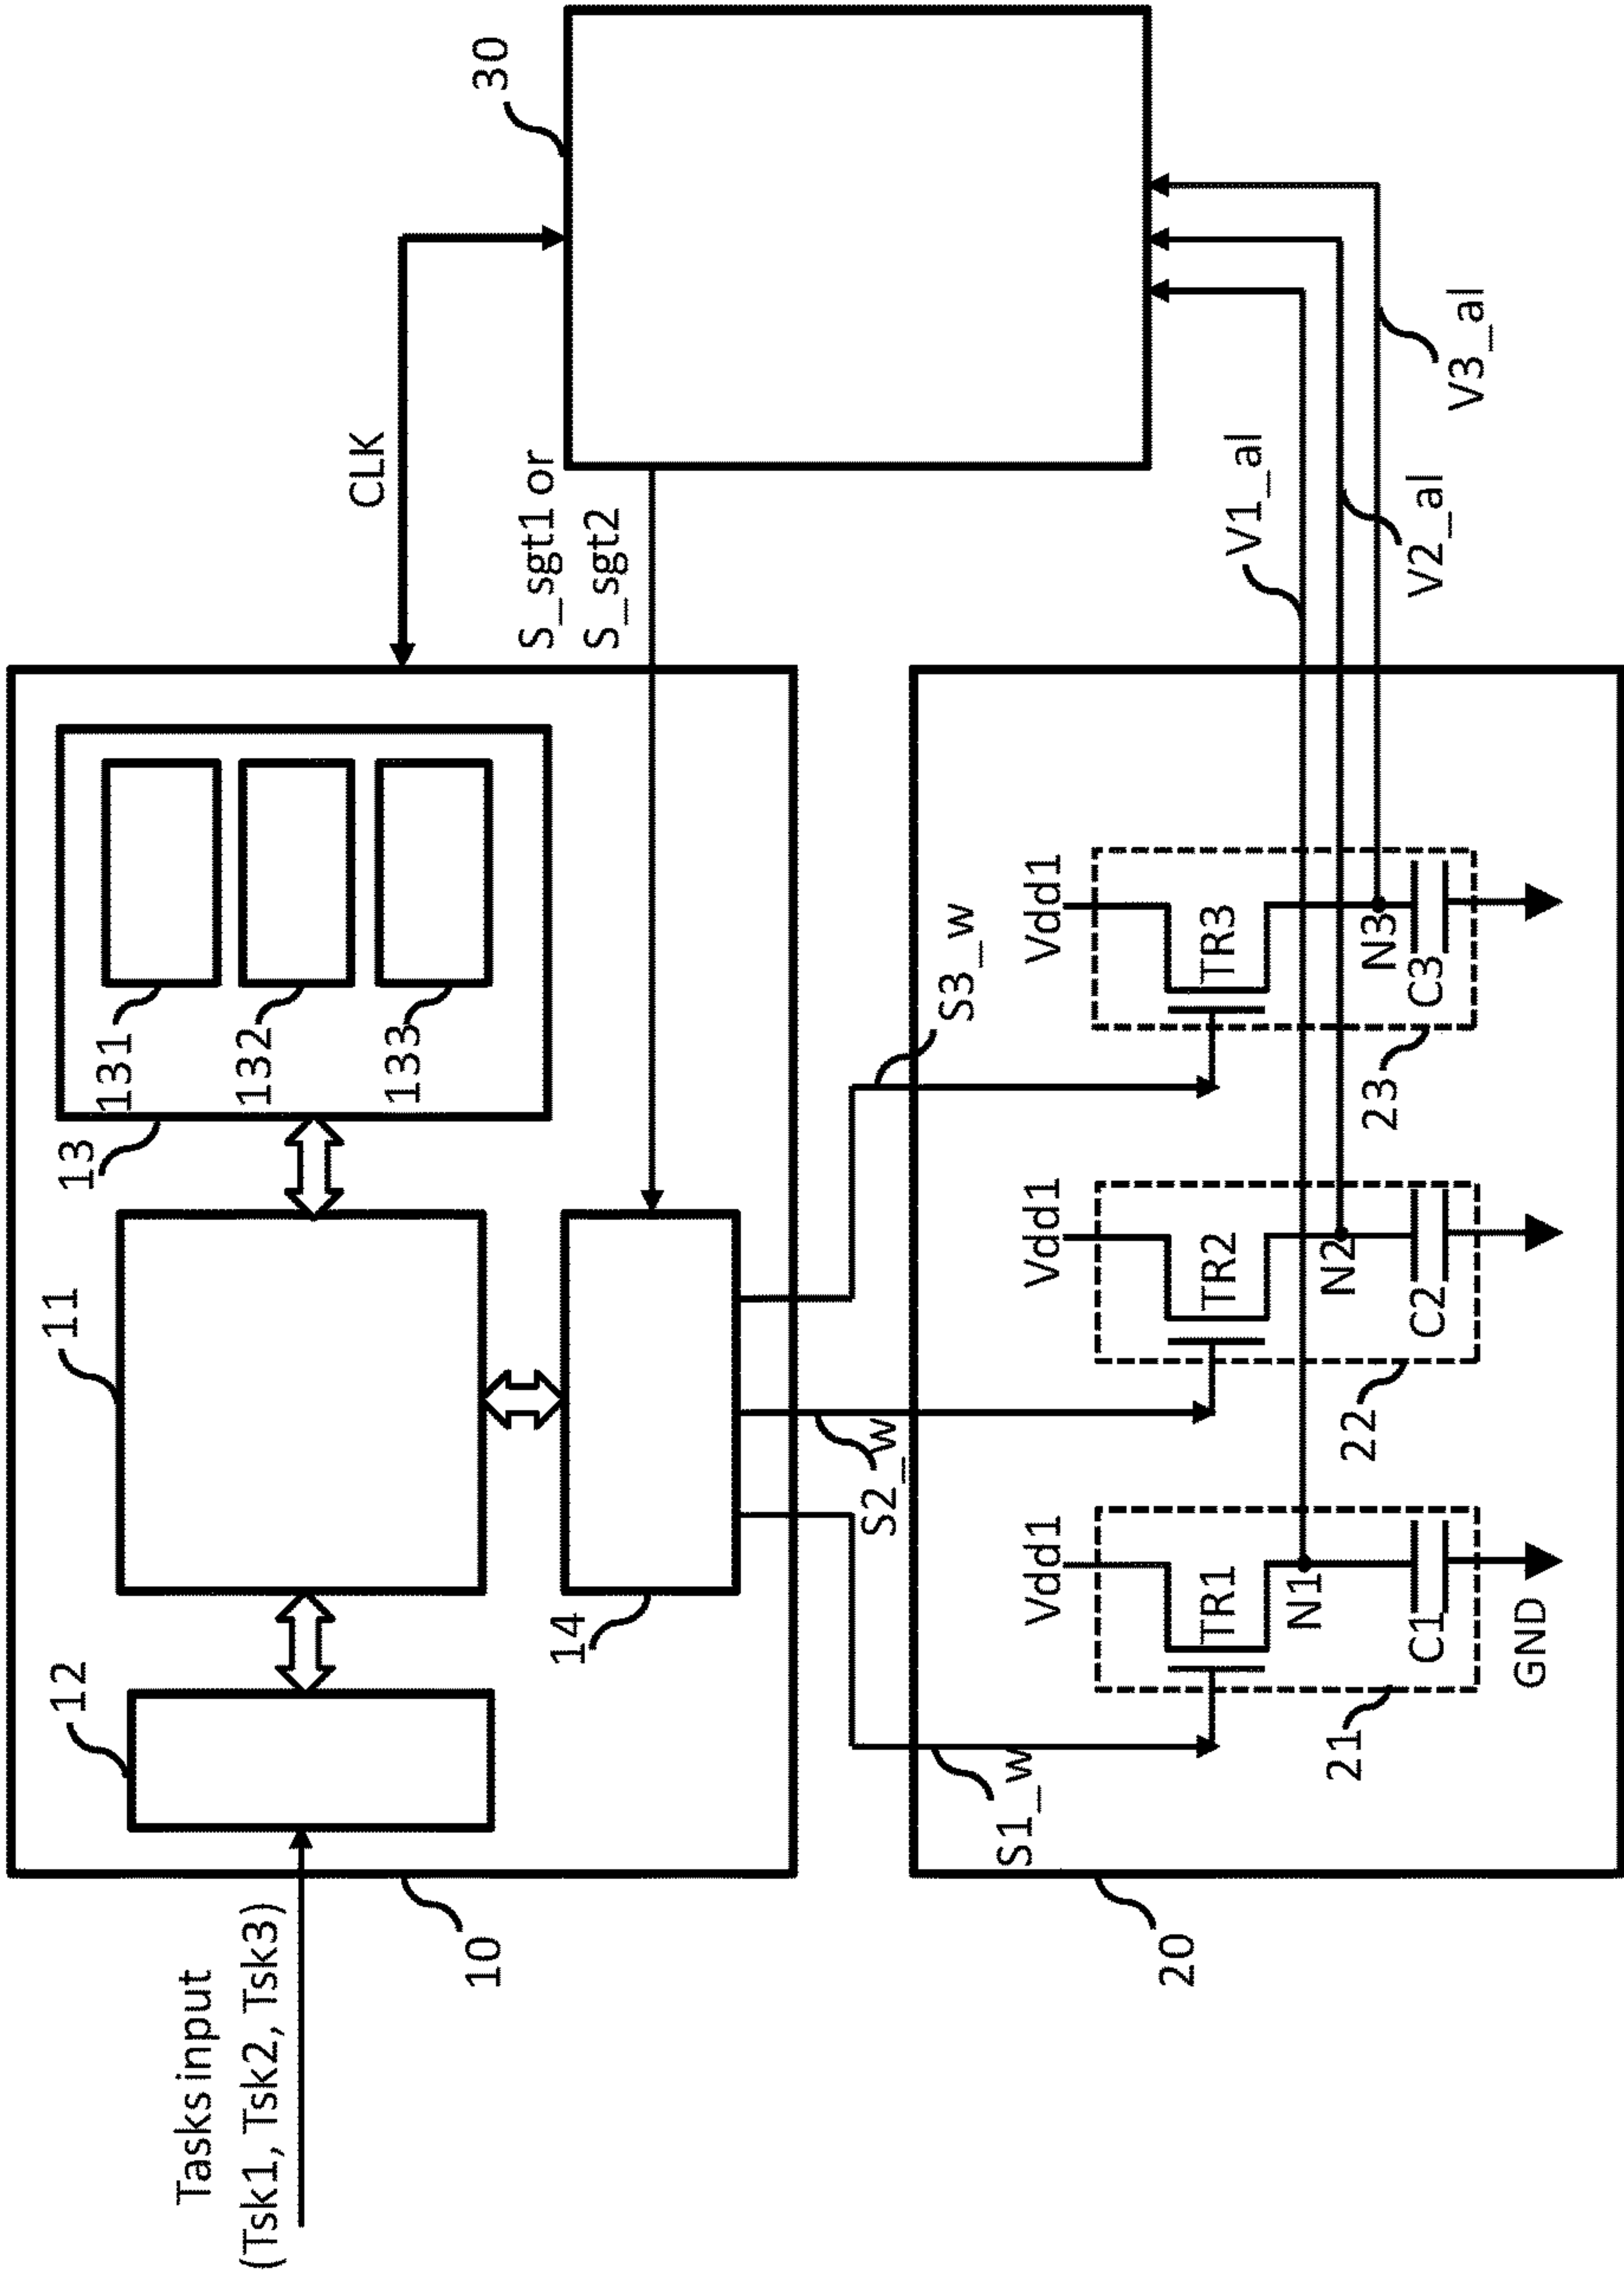 Tasks input
(Tsk1, Tsk2, Tsk3)
10
12
11
13
131
132
133
14
CLK
S_sgt1 or
S_sgt2
30
S1_w
S2_w
S3_w
20
Vdd1
Vdd1
Vdd1
TR1
TR2
TR3
N1
N2
N3
C1
C2
C3
21
22
23
GND
V1_al
V2_al
V3_al